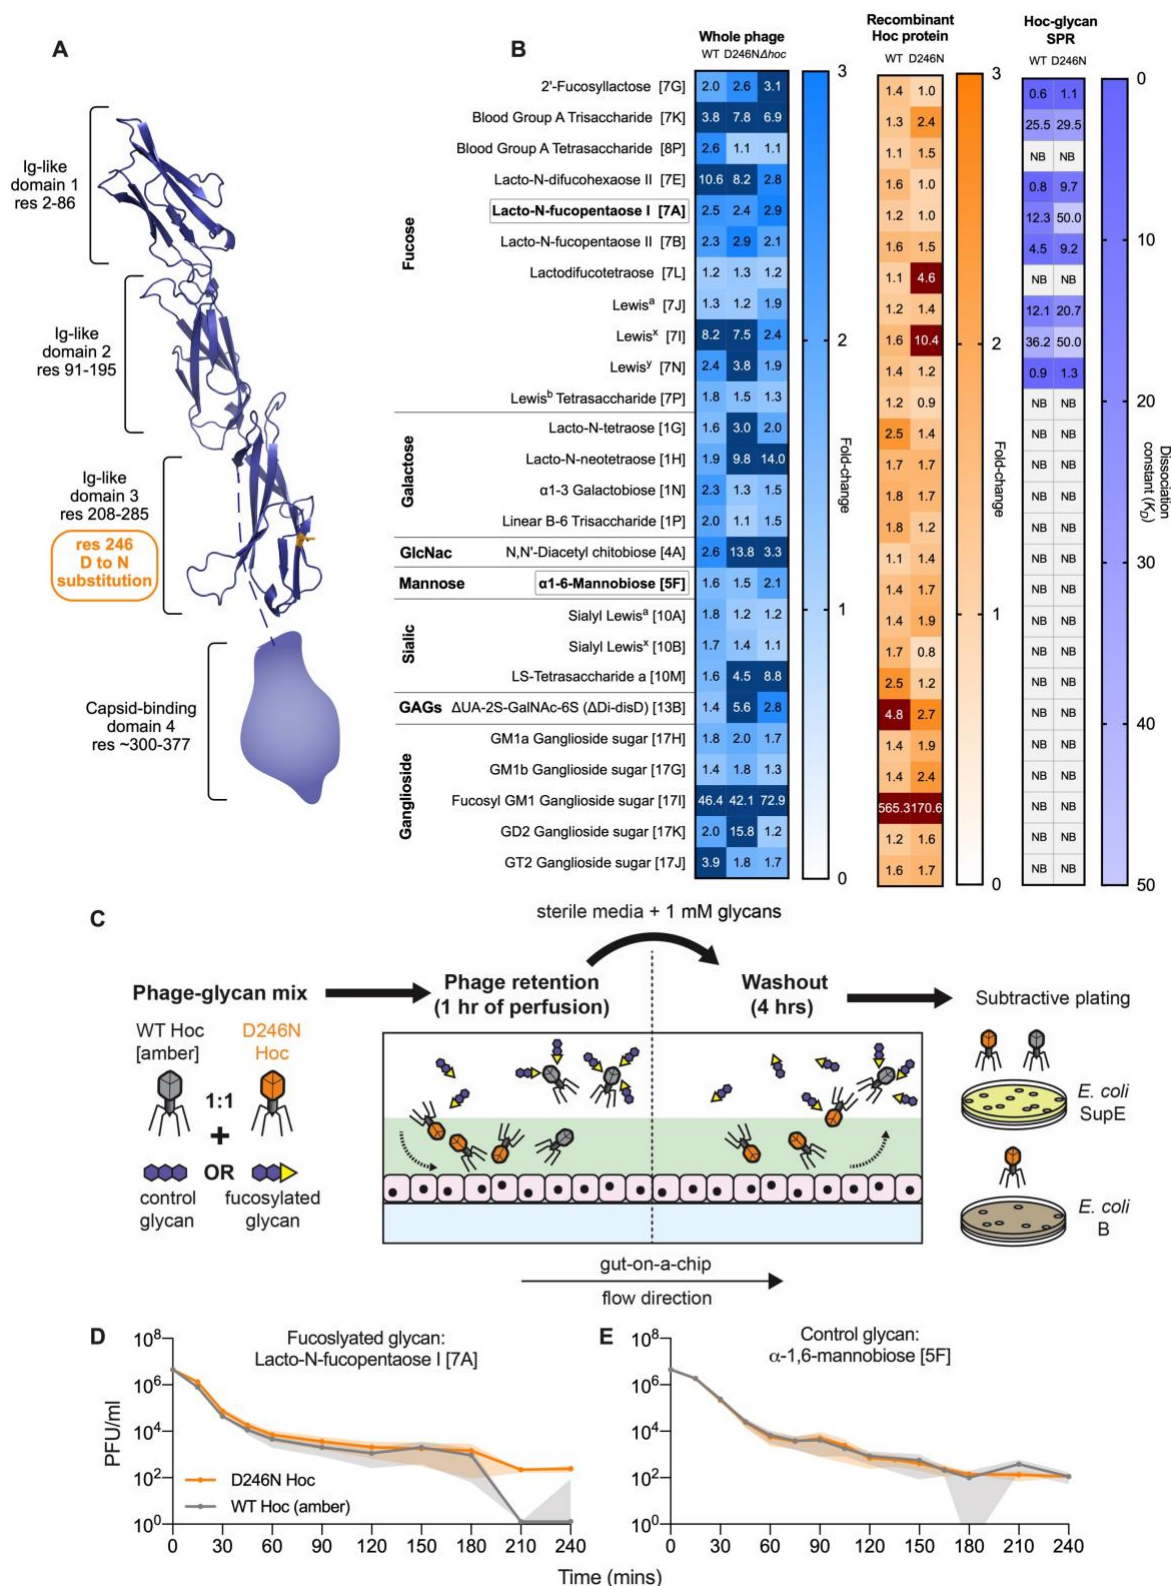 A
Ig-like
domain 1
res 2-86
Ig-like
domain 2
res 91-195
Ig-like
domain 3
res 208-285
res 246
D to N
substitution
Capsid-binding
domain 4
res ~300-377
B
Whole phage
WT D246N Δhoc
Recombinant
Hoc protein
WT D246N
Hoc-glycan
SPR
WT D246N
Fucose
2'-Fucosyllactose [7G] 2.0 2.6 3.1 1.4 1.0 0.6 1.1
Blood Group A Trisaccharide [7K] 3.8 7.8 6.9 1.3 2.4 25.5 29.5
Blood Group A Tetrasaccharide [8P] 2.6 1.1 1.1 1.1 1.5 NB NB
Lacto-N-difucohexaose II [7E] 10.6 8.2 2.8 1.6 1.0 0.8 9.7
Lacto-N-fucopentaose I [7A] 2.5 2.4 2.9 1.2 1.0 12.3 50.0
Lacto-N-fucopentaose II [7B] 2.3 2.9 2.1 1.6 1.5 4.5 9.2
Lactodifucotetraose [7L] 1.2 1.3 1.2 1.1 4.6 NB NB
Lewisᵃ [7J] 1.3 1.2 1.9 1.2 1.4 12.1 20.7
Lewisˣ [7I] 8.2 7.5 2.4 1.6 10.4 36.2 50.0
Lewisʸ [7N] 2.4 3.8 1.9 1.4 1.2 0.9 1.3
Lewisᵇ Tetrasaccharide [7P] 1.8 1.5 1.3 1.2 0.9 NB NB
Galactose
Lacto-N-tetraose [1G] 1.6 3.0 2.0 2.5 1.4 NB NB
Lacto-N-neotetraose [1H] 1.9 9.8 14.0 1.7 1.7 NB NB
α1-3 Galactobiose [1N] 2.3 1.3 1.5 1.8 1.7 NB NB
Linear B-6 Trisaccharide [1P] 2.0 1.1 1.5 1.8 1.2 NB NB
GlcNac N,N'-Diacetyl chitobiose [4A] 2.6 13.8 3.3 1.1 1.4 NB NB
Mannose α1-6-Mannobiose [5F] 1.6 1.5 2.1 1.4 1.7 NB NB
Sialic
Sialyl Lewisᵃ [10A] 1.8 1.2 1.2 1.4 1.9 NB NB
Sialyl Lewisˣ [10B] 1.7 1.4 1.1 1.7 0.8 NB NB
LS-Tetrasaccharide a [10M] 1.6 4.5 8.8 2.5 1.2 NB NB
GAGs ΔUA-2S-GalNAc-6S (ΔDi-disD) [13B] 1.4 5.6 2.8 4.8 2.7 NB NB
Ganglioside
GM1a Ganglioside sugar [17H] 1.8 2.0 1.7 1.4 1.9 NB NB
GM1b Ganglioside sugar [17G] 1.4 1.8 1.3 1.4 2.4 NB NB
Fucosyl GM1 Ganglioside sugar [17I] 46.4 42.1 72.9 565.3 170.6 NB NB
GD2 Ganglioside sugar [17K] 2.0 15.8 1.2 1.2 1.6 NB NB
GT2 Ganglioside sugar [17J] 3.9 1.8 1.7 1.6 1.7 NB NB
3
2
1
0
Fold-change
3
2
1
0
Fold-change
0
10
20
30
40
50
Dissociation
constant (K_D)
C
sterile media + 1 mM glycans
Phage-glycan mix
Phage retention
(1 hr of perfusion)
Washout
(4 hrs)
Subtractive plating
WT Hoc
[amber]
D246N
Hoc
1:1
+
OR
control
glycan
fucosylated
glycan
E. coli
SupE
E. coli
B
gut-on-a-chip
flow direction
D
Fucoslyated glycan:
Lacto-N-fucopentaose I [7A]
10⁸
10⁶
10⁴
10²
10⁰
PFU/ml
D246N Hoc
WT Hoc (amber)
0 30 60 90 120 150 180 210 240
E
Control glycan:
α-1,6-mannobiose [5F]
10⁸
10⁶
10⁴
10²
10⁰
0 30 60 90 120 150 180 210 240
Time (mins)